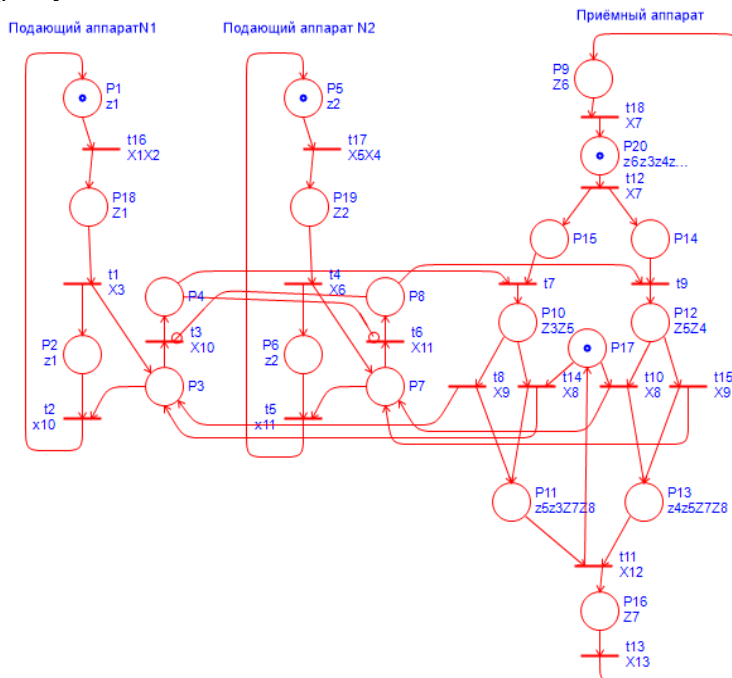 Подающий аппаратN1
Подающий аппарат N2
Приёмный аппарат
P1
z1
P5
z2
P9
Z6
t16
X1X2
t17
X5X4
t18
X7
P20
z6z3z4z...
t12
X7
P18
Z1
P19
Z2
P15
P14
t1
X3
t4
X6
t7
t9
P4
P8
P10
Z3Z5
P12
Z5Z4
t3
X10
t6
X11
P2
z1
P6
z2
P17
P3
P7
t8
X9
t14
X8
t10
X8
t15
X9
t2
x10
t5
x11
P11
z5z3Z7Z8
P13
z4z5Z7Z8
t11
X12
P16
Z7
t13
X13